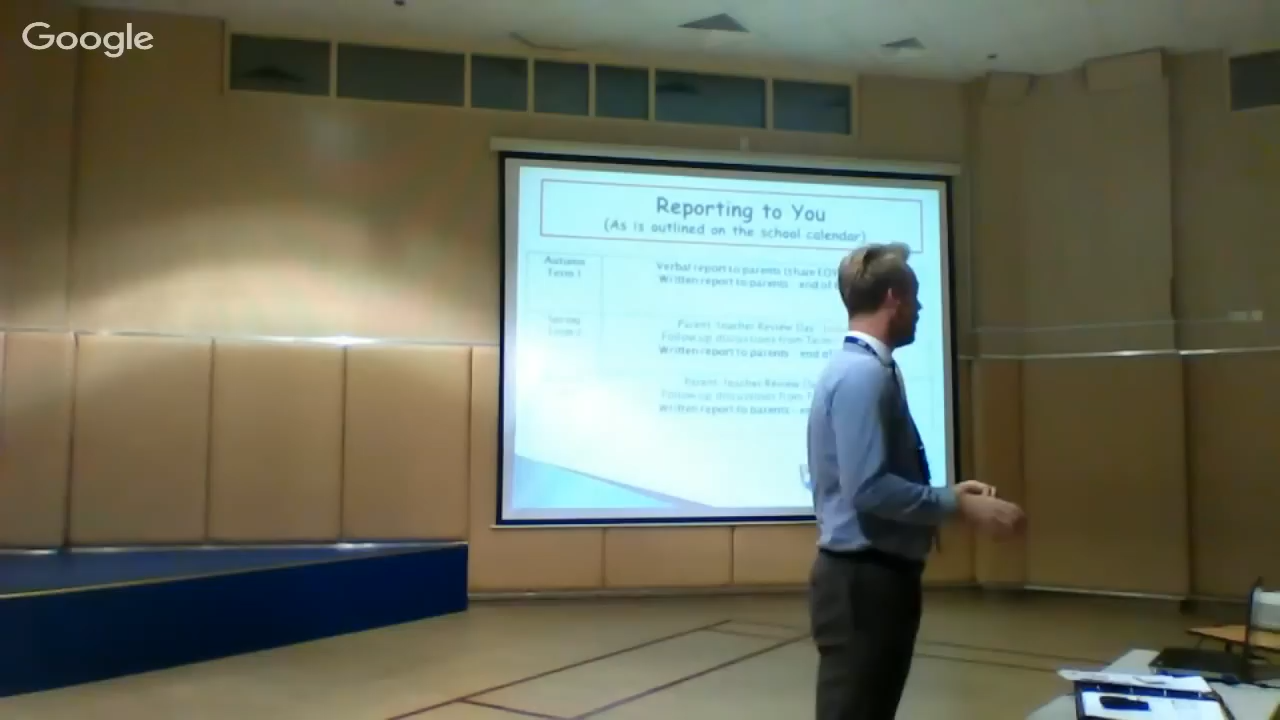 Google
Reporting to You
(As is outlined on the school calendar)
Autumn
Term 1
Verbal report to parents
Written report to parents - end of
Spring
Term 2
Parent-Teacher Review Day
Follow up discussions from Term
Written report to parents - end of
Parent-Teacher Review
Follow up discussions from
Written report to parents -